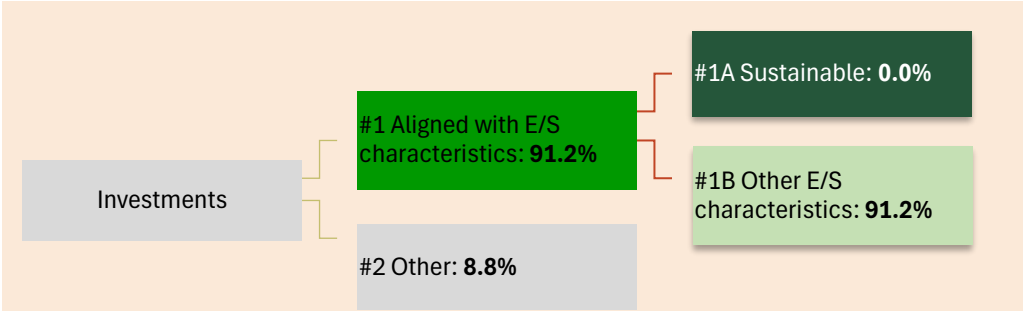 Investments
#1 Aligned with E/S
characteristics: 91.2%
#2 Other: 8.8%
#1A Sustainable: 0.0%
#1B Other E/S
characteristics: 91.2%